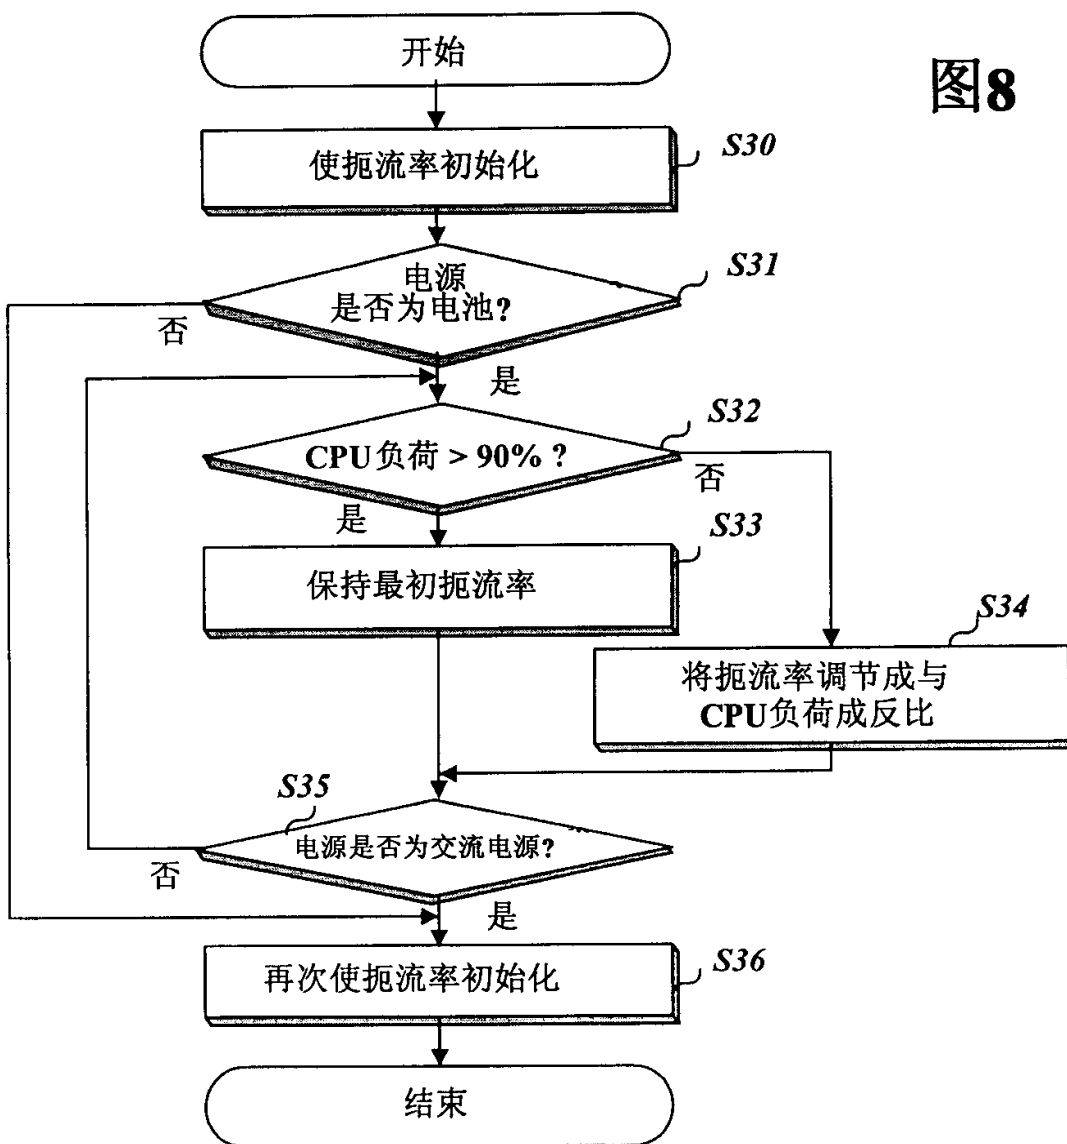 图8
开始
使扼流率初始化
S30
电源
是否为电池?
S31
否
是
CPU负荷 > 90% ?
S32
否
是
保持最初扼流率
S33
将扼流率调节成与
CPU负荷成反比
S34
电源是否为交流电源?
S35
否
是
再次使扼流率初始化
S36
结束